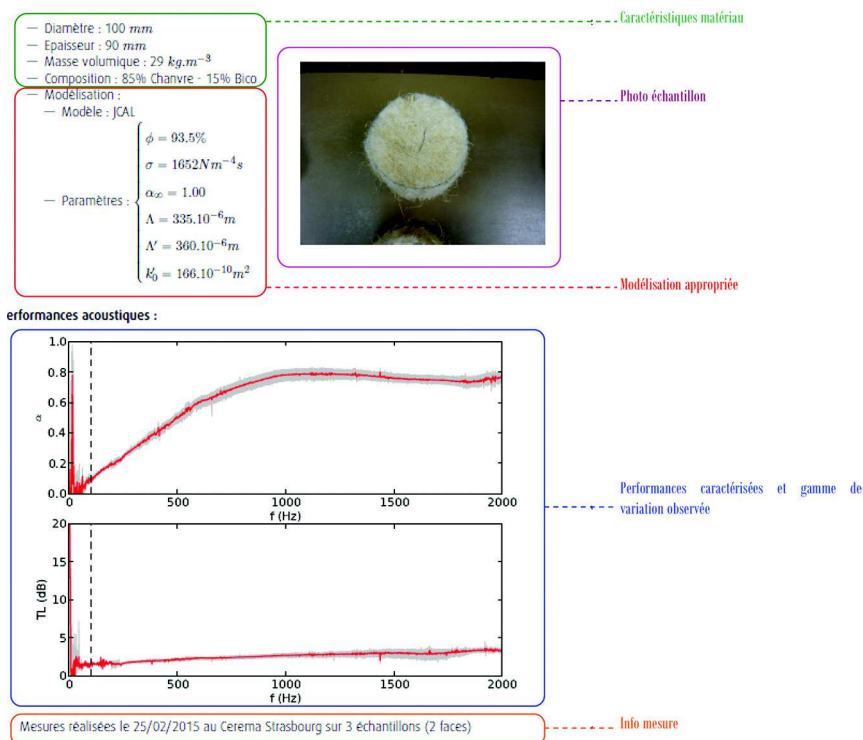 — Diamètre : 100 mm
— Epaisseur : 90 mm
— Masse volumique : 29 kg.m⁻³
— Composition : 85% Chanvre - 15% Bico
— Modélisation :
— Modèle : JCAL
— Paramètres :
ϕ = 93.5%
σ = 1652Nm⁻⁴s
α∞ = 1.00
Λ = 335.10⁻⁶m
Λ′ = 360.10⁻⁶m
k′₀ = 166.10⁻¹⁰m²
Caractéristiques matériau
Photo échantillon
Modélisation appropriée
erformances acoustiques :
1.0
0.8
0.6
0.4
0.2
0.0
α
0 500 1000 1500 2000
f (Hz)
20
15
10
5
0
TL (dB)
0 500 1000 1500 2000
f (Hz)
Performances caractérisées et gamme de
variation observée
Mesures réalisées le 25/02/2015 au Cerema Strasbourg sur 3 échantillons (2 faces)
Info mesure